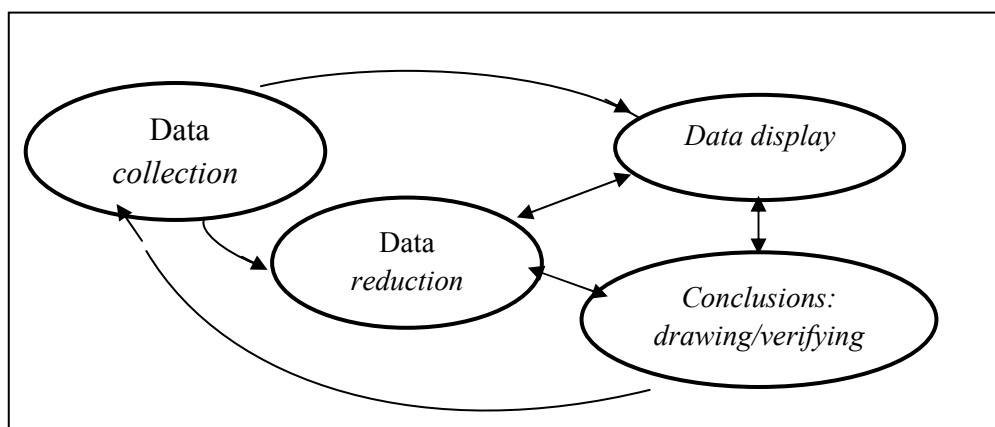 Data
collection
Data display
Data
reduction
Conclusions:
drawing/verifying